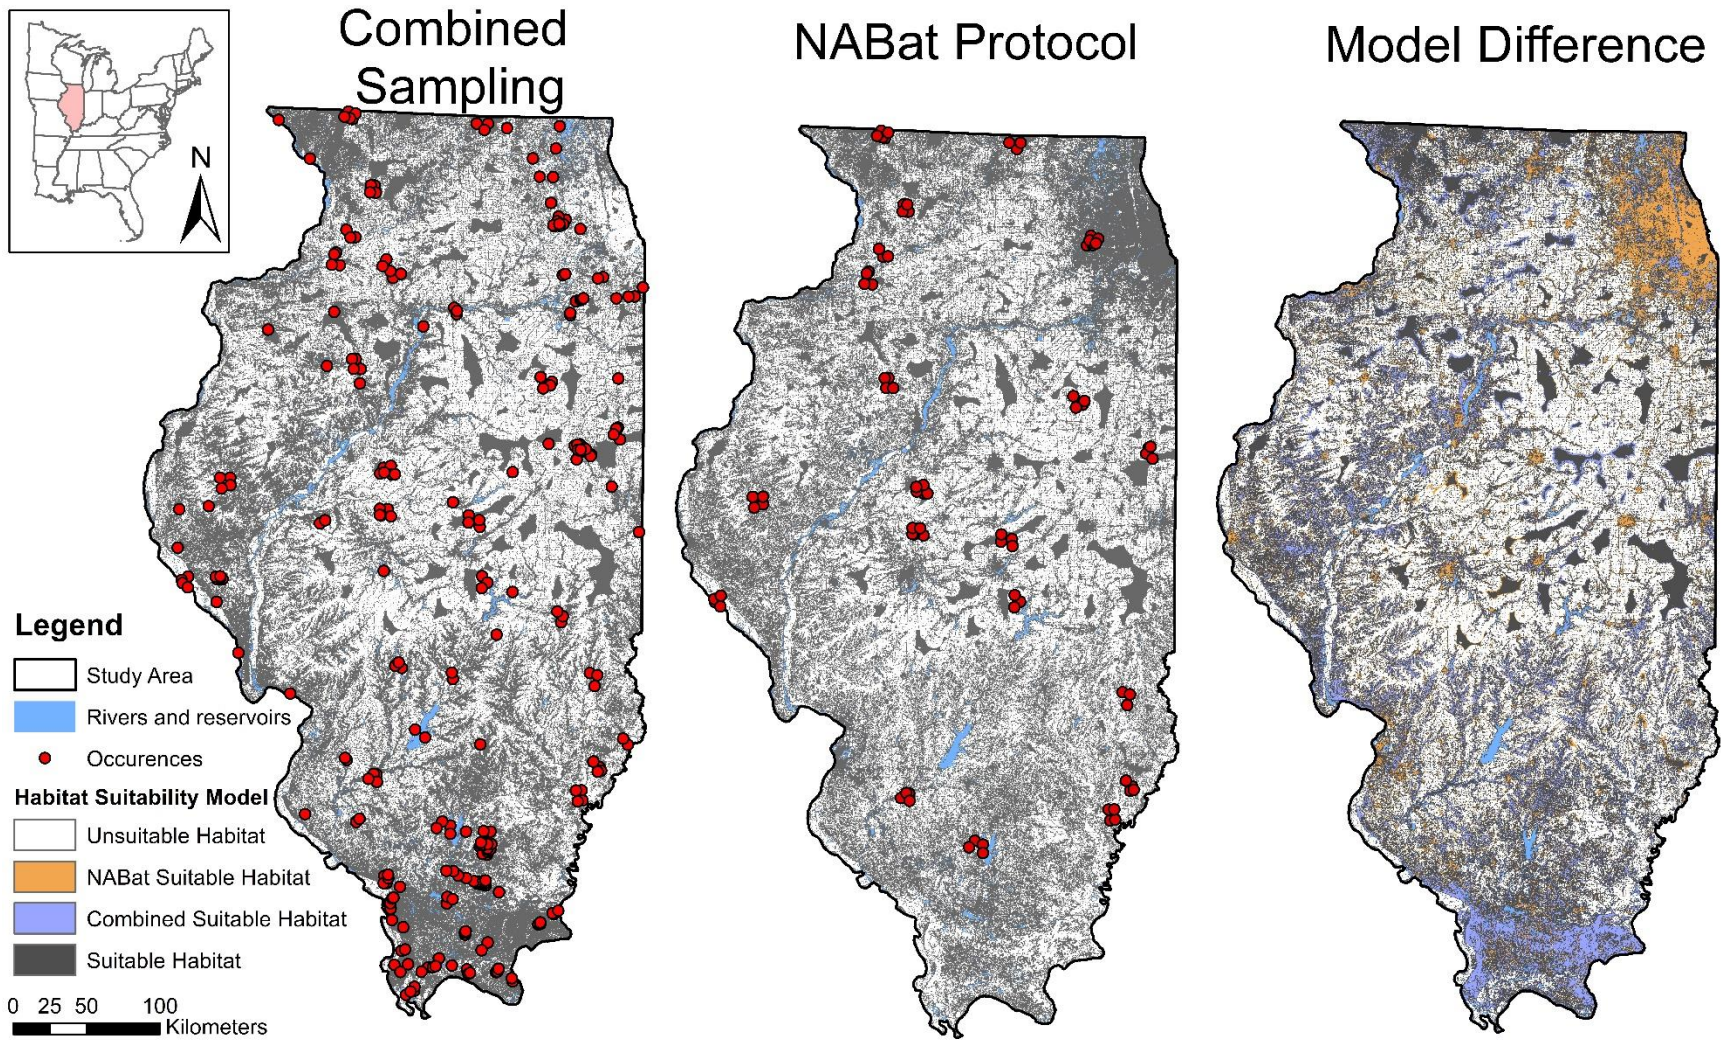 Combined
Sampling
NABat Protocol
Model Difference
N
Legend
Study Area
Rivers and reservoirs
Occurences
Habitat Suitability Model
Unsuitable Habitat
NABat Suitable Habitat
Combined Suitable Habitat
Suitable Habitat
0 25 50 100
Kilometers